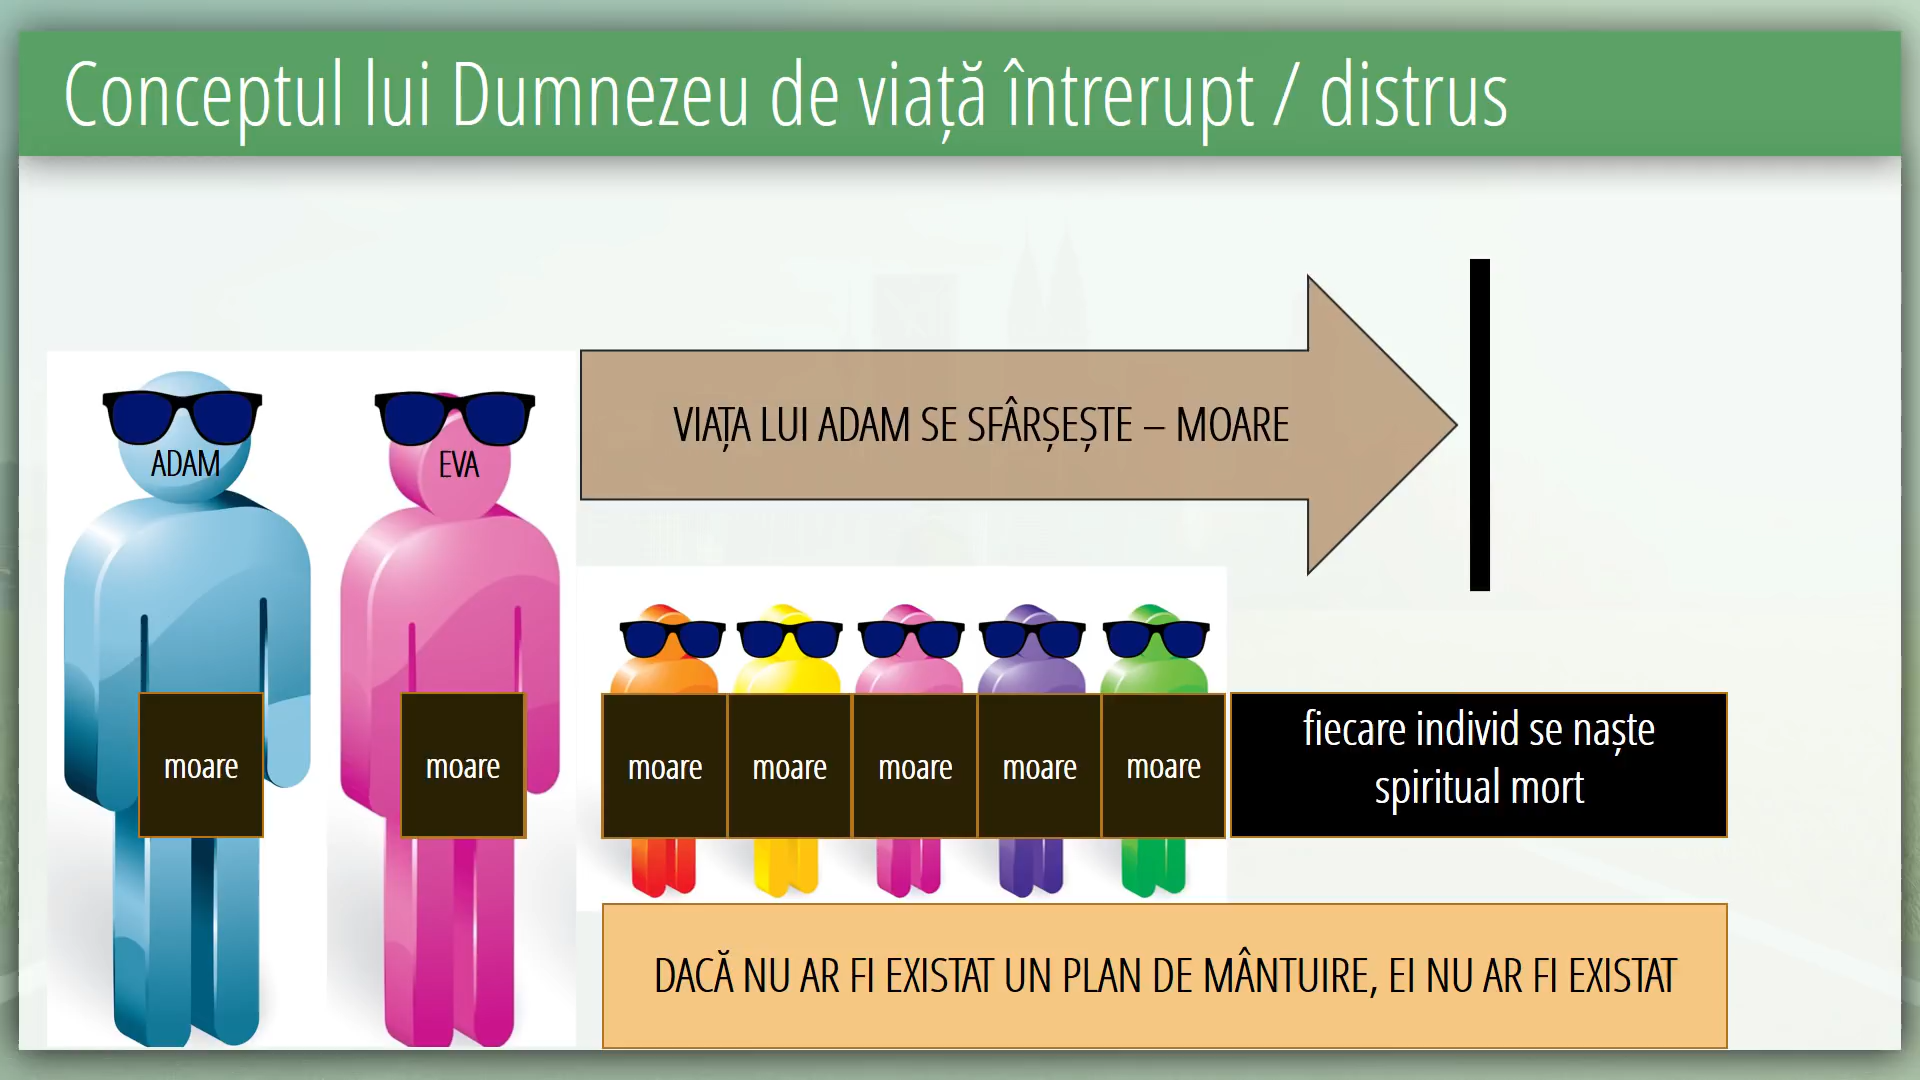 Conceptul lui Dumnezeu de viață întrerupt / distrus
VIAȚA LUI ADAM SE SFÂRȘEȘTE – MOARE
ADAM
EVA
moare
moare
moare
moare
moare
moare
moare
fiecare individ se naște
spiritual mort
DACĂ NU AR FI EXISTAT UN PLAN DE MÂNTUIRE, EI NU AR FI EXISTAT